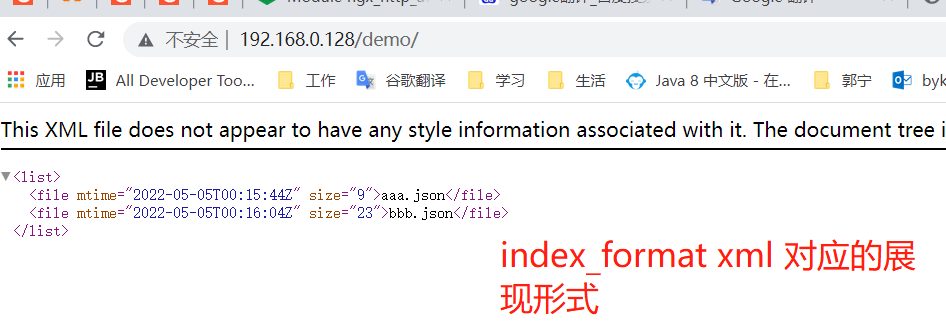 不安全 | 192.168.0.128/demo/
应用 All Developer Too... 工作 谷歌翻译 学习 生活 Java 8 中文版 - 在... 郭宁 byk
This XML file does not appear to have any style information associated with it. The document tree i
<list>
<file mtime="2022-05-05T00:15:44Z" size="9">aaa.json</file>
<file mtime="2022-05-05T00:16:04Z" size="23">bbb.json</file>
</list>
index_format xml 对应的展
现形式